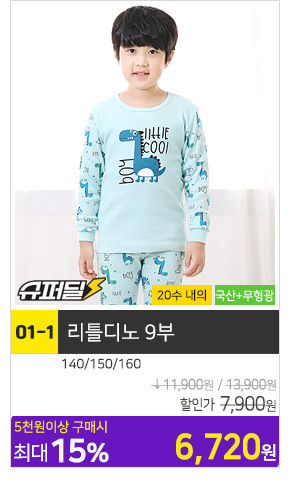 little
cool
boy
슈퍼딜
20수 내의
국산+무형광
01-1 리틀디노 9부
140/150/160
↓11,900원 / 13,900원
할인가 7,900원
5천원이상 구매시
최대 15% 6,720원